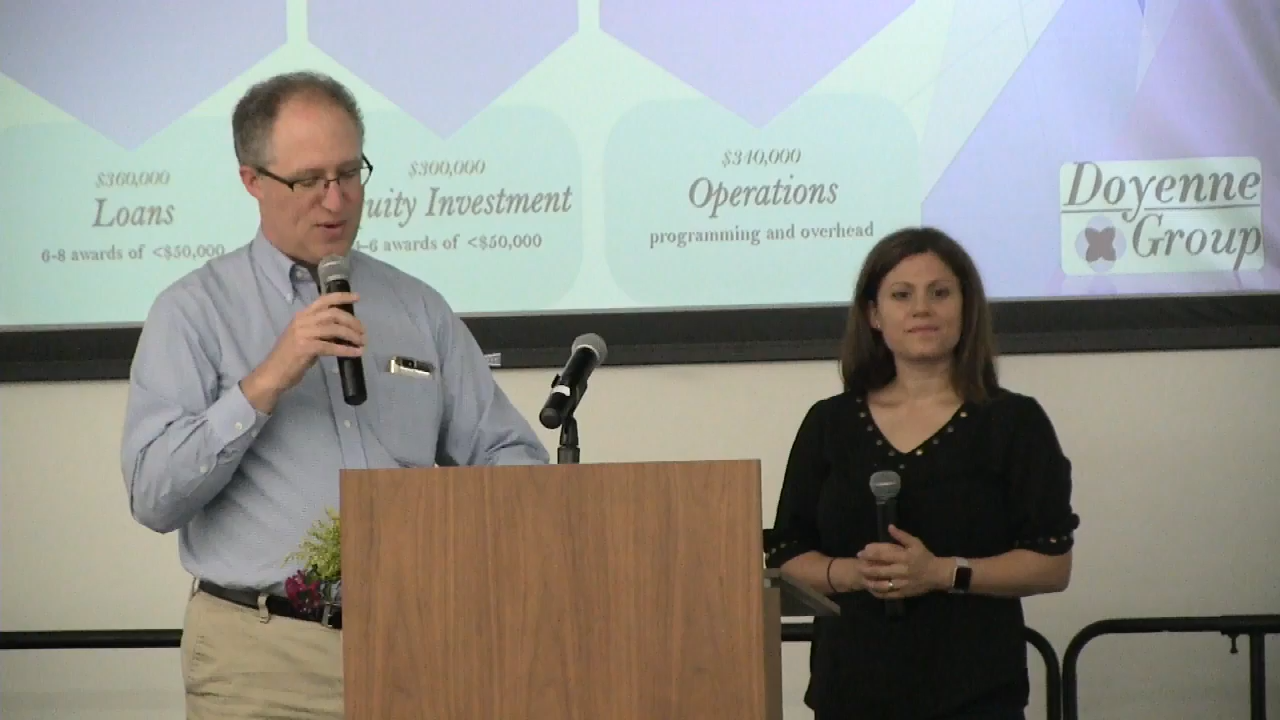 $360,000
Loans
6-8 awards of <$50,000
$300,000
uity Investment
4-6 awards of <$50,000
$340,000
Operations
programming and overhead
Doyenne
Group